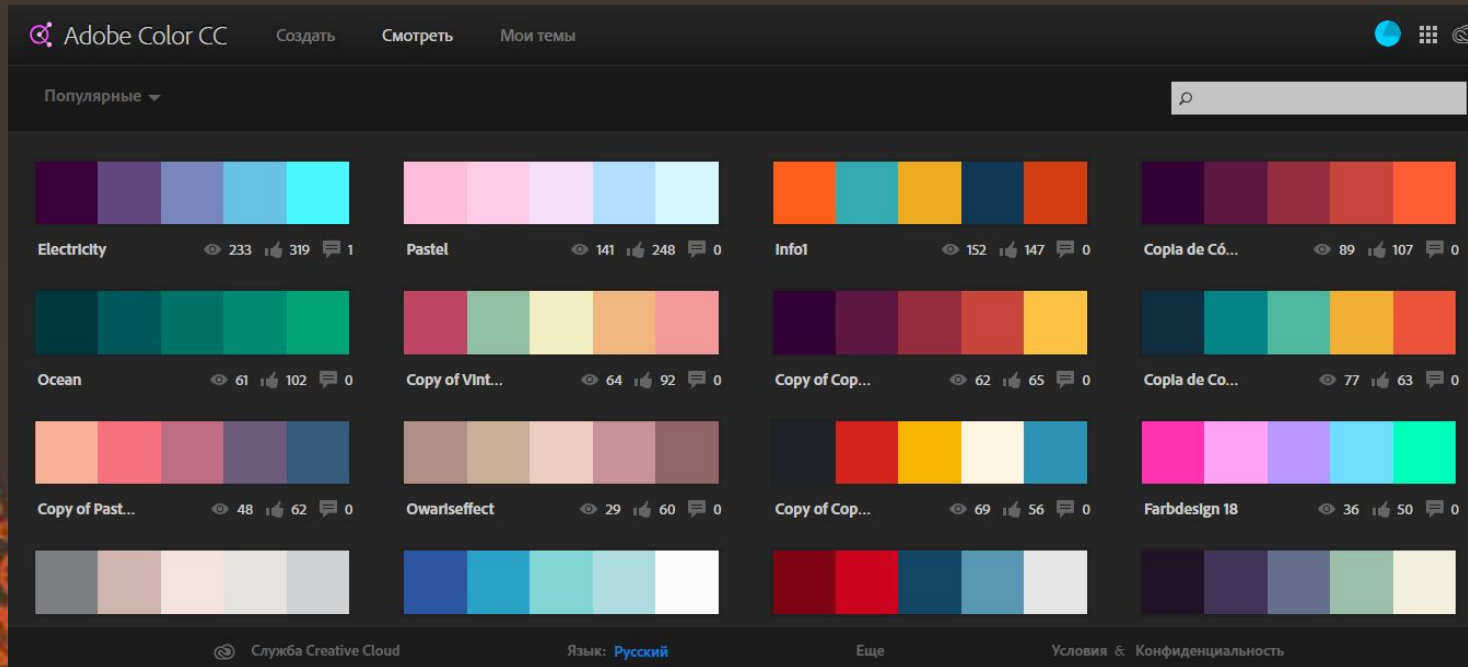 Adobe Color CC Создать Смотреть Мои темы
Популярные
Electricity 233 319 1 Pastel 141 248 0 Info1 152 147 0 Copia de Có... 89 107 0
Ocean 61 102 0 Copy of Vint... 64 92 0 Copy of Cop... 62 65 0 Copia de Co... 77 63 0
Copy of Past... 48 62 0 Owariseffect 29 60 0 Copy of Cop... 69 56 0 Farbdesign 18 36 50 0
Служба Creative Cloud Язык: Русский Еще Условия & Конфиденциальность